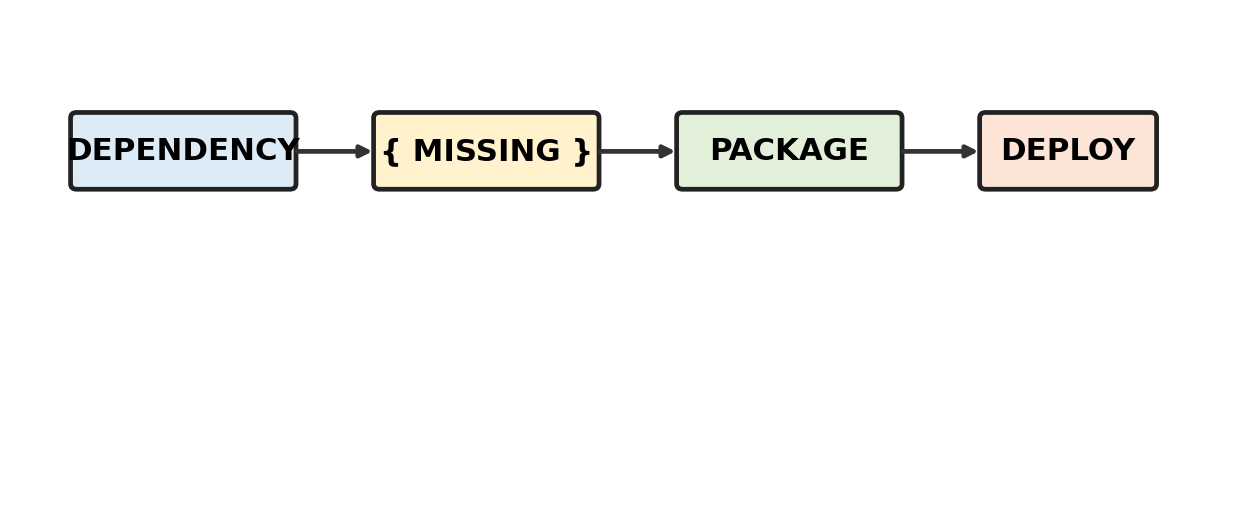 DEPENDENCY { MISSING } PACKAGE DEPLOY